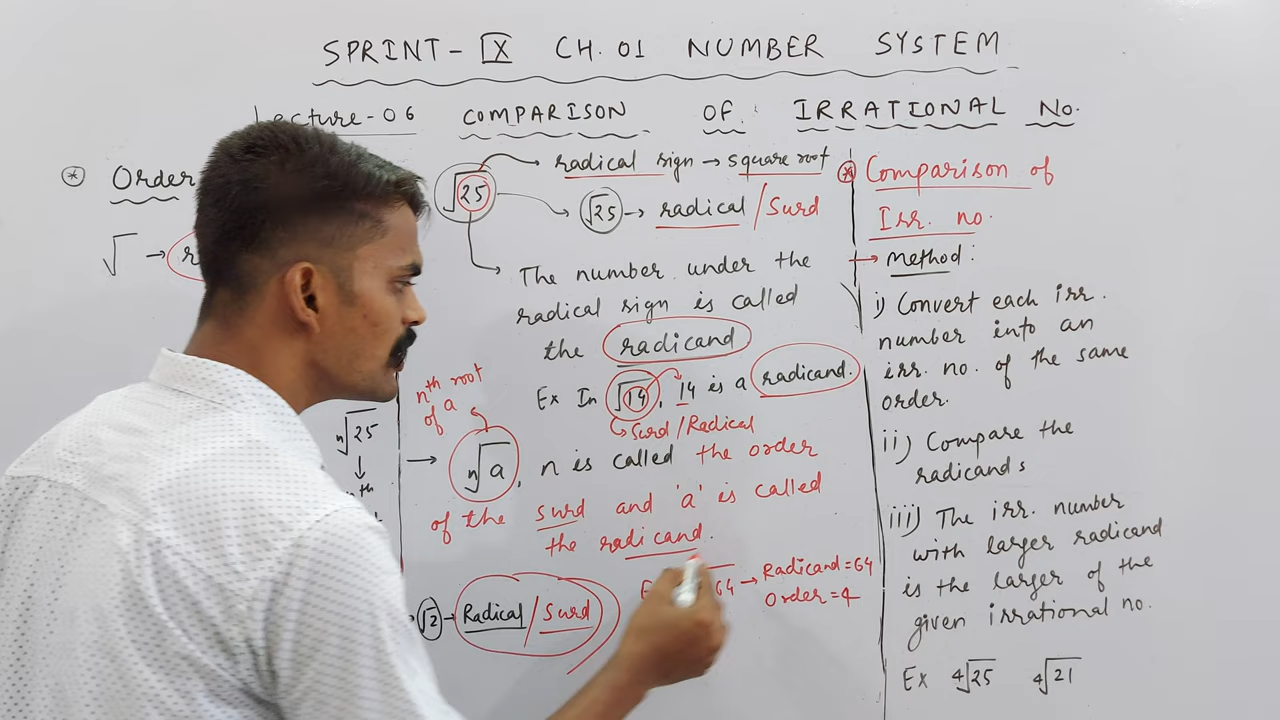 SPRINT - IX CH. 01 NUMBER SYSTEM
Lecture - 06 COMPARISON OF IRRATIONAL No.
* Order
√ → r
ⁿ√25
↓
nth root of a
√25 → radical sign → square root
√25 → radical / Surd
The number under the
radical sign is called
the radicand
Ex In √14, 14 is a radicand.
↳ Surd / Radical
→ ⁿ√a, n is called the order
of the surd and 'a' is called
the radicand.
64 → Radicand = 64
Order = 4
√2 → Radical / Surd
* Comparison of
Irr. no.
→ Method:
i) Convert each irr.
number into an
irr. no. of the same
order.
ii) Compare the
radicands
iii) The irr. number
with larger radicand
is the larger of the
given irrational no.
Ex ⁴√25 ⁴√21